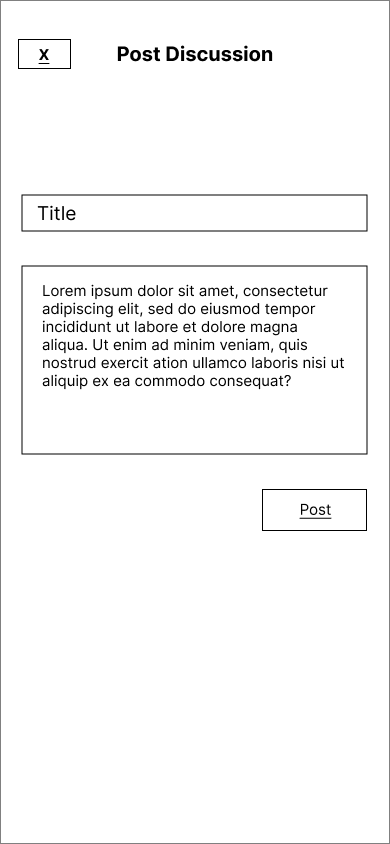 X
Post Discussion
Title
Lorem ipsum dolor sit amet, consectetur
adipiscing elit, sed do eiusmod tempor
incididunt ut labore et dolore magna
aliqua. Ut enim ad minim veniam, quis
nostrud exercit ation ullamco laboris nisi ut
aliquip ex ea commodo consequat?
Post